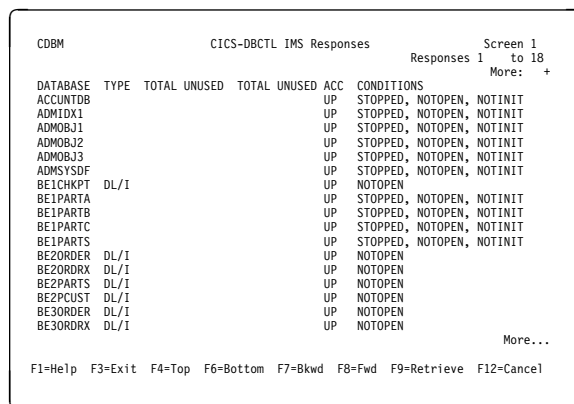 CDBM CICS-DBCTL IMS Responses Screen 1
Responses 1 to 18
More: +
DATABASE TYPE TOTAL UNUSED TOTAL UNUSED ACC CONDITIONS
ACCUNTDB UP STOPPED, NOTOPEN, NOTINIT
ADMIDX1 UP STOPPED, NOTOPEN, NOTINIT
ADMOBJ1 UP STOPPED, NOTOPEN, NOTINIT
ADMOBJ2 UP STOPPED, NOTOPEN, NOTINIT
ADMOBJ3 UP STOPPED, NOTOPEN, NOTINIT
ADMSYSDF UP STOPPED, NOTOPEN, NOTINIT
BE1CHKPT DL/I UP NOTOPEN
BE1PARTA UP STOPPED, NOTOPEN, NOTINIT
BE1PARTB UP STOPPED, NOTOPEN, NOTINIT
BE1PARTC UP STOPPED, NOTOPEN, NOTINIT
BE1PARTS UP STOPPED, NOTOPEN, NOTINIT
BE2ORDER DL/I UP NOTOPEN
BE2ORDRX DL/I UP NOTOPEN
BE2PARTS DL/I UP NOTOPEN
BE2PCUST DL/I UP NOTOPEN
BE3ORDER DL/I UP NOTOPEN
BE3ORDRX DL/I UP NOTOPEN
More...
F1=Help F3=Exit F4=Top F6=Bottom F7=Bkwd F8=Fwd F9=Retrieve F12=Cancel